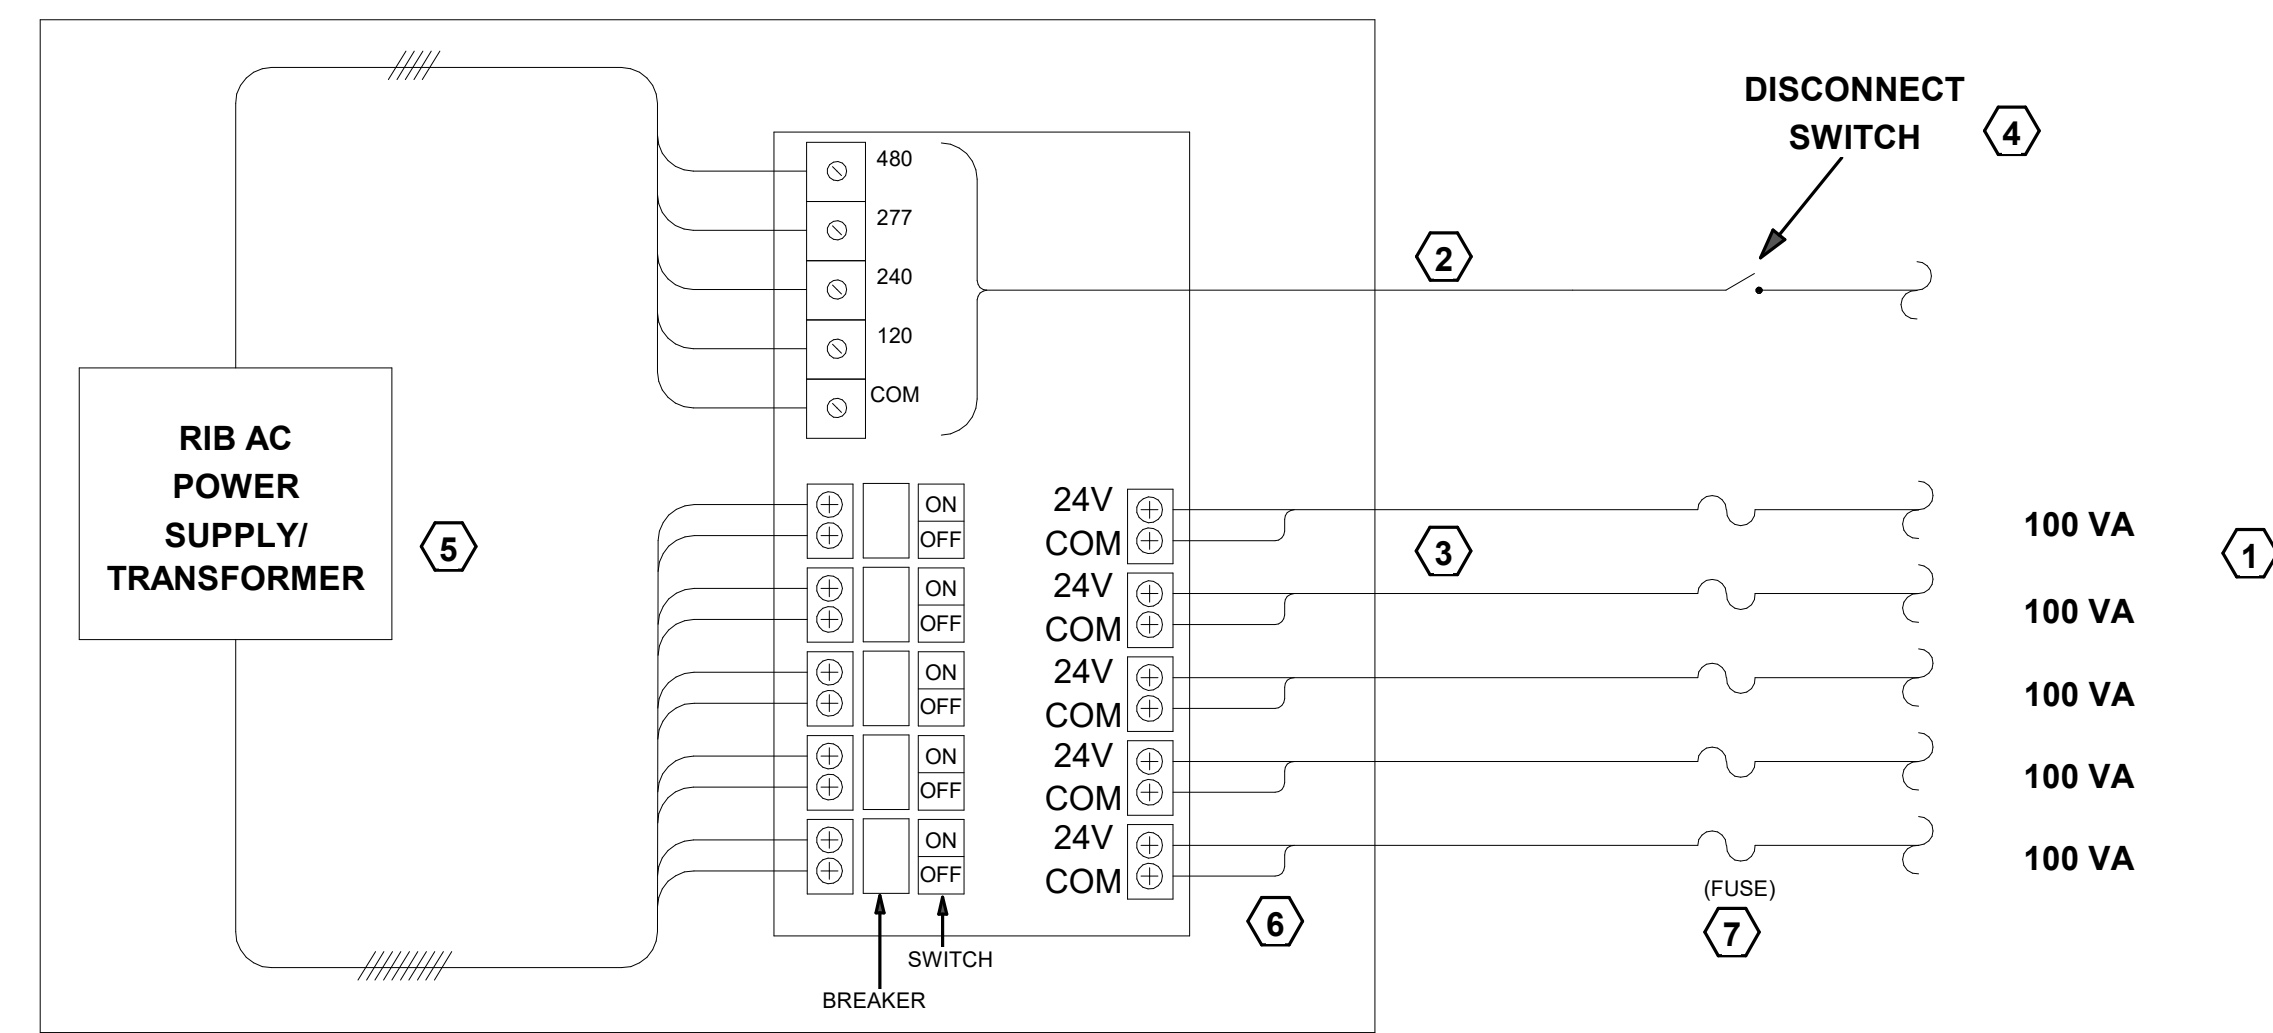 DISCONNECT
SWITCH
4
480
277
240
120
COM
2
RIB AC
POWER
SUPPLY/
TRANSFORMER
5
ON
OFF
24V
COM
3
100 VA
1
ON
OFF
24V
COM
100 VA
ON
OFF
24V
COM
100 VA
ON
OFF
24V
COM
100 VA
ON
OFF
24V
COM
100 VA
(FUSE)
6
7
SWITCH
BREAKER